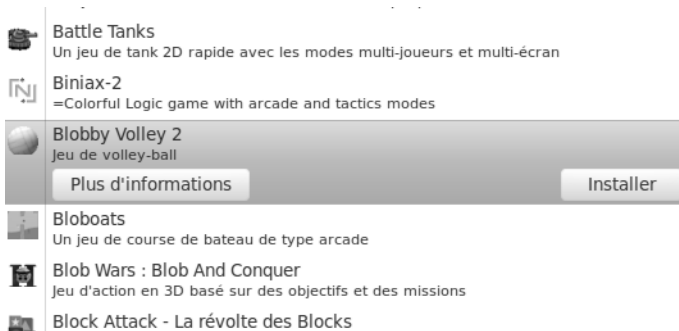 Battle Tanks
Un jeu de tank 2D rapide avec les modes multi-joueurs et multi-écran
Biniax-2
=Colorful Logic game with arcade and tactics modes
Blobby Volley 2
Jeu de volley-ball
Plus d'informations
Installer
Bloboats
Un jeu de course de bateau de type arcade
Blob Wars : Blob And Conquer
Jeu d'action en 3D basé sur des objectifs et des missions
Block Attack - La révolte des Blocks